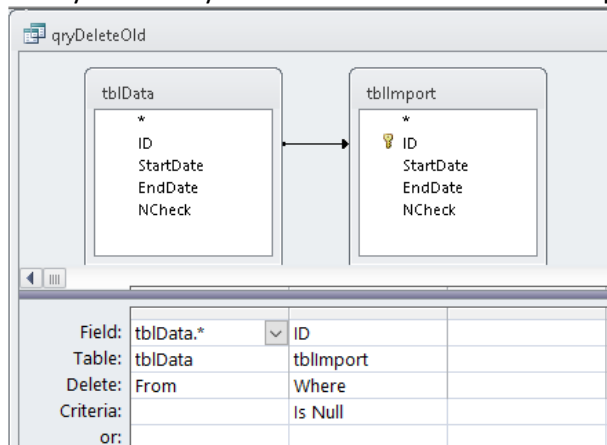 qryDeleteOld
tblData
*
ID
StartDate
EndDate
NCheck
tblImport
*
ID
StartDate
EndDate
NCheck
Field: tblData.* ID
Table: tblData tblImport
Delete: From Where
Criteria: Is Null
or: